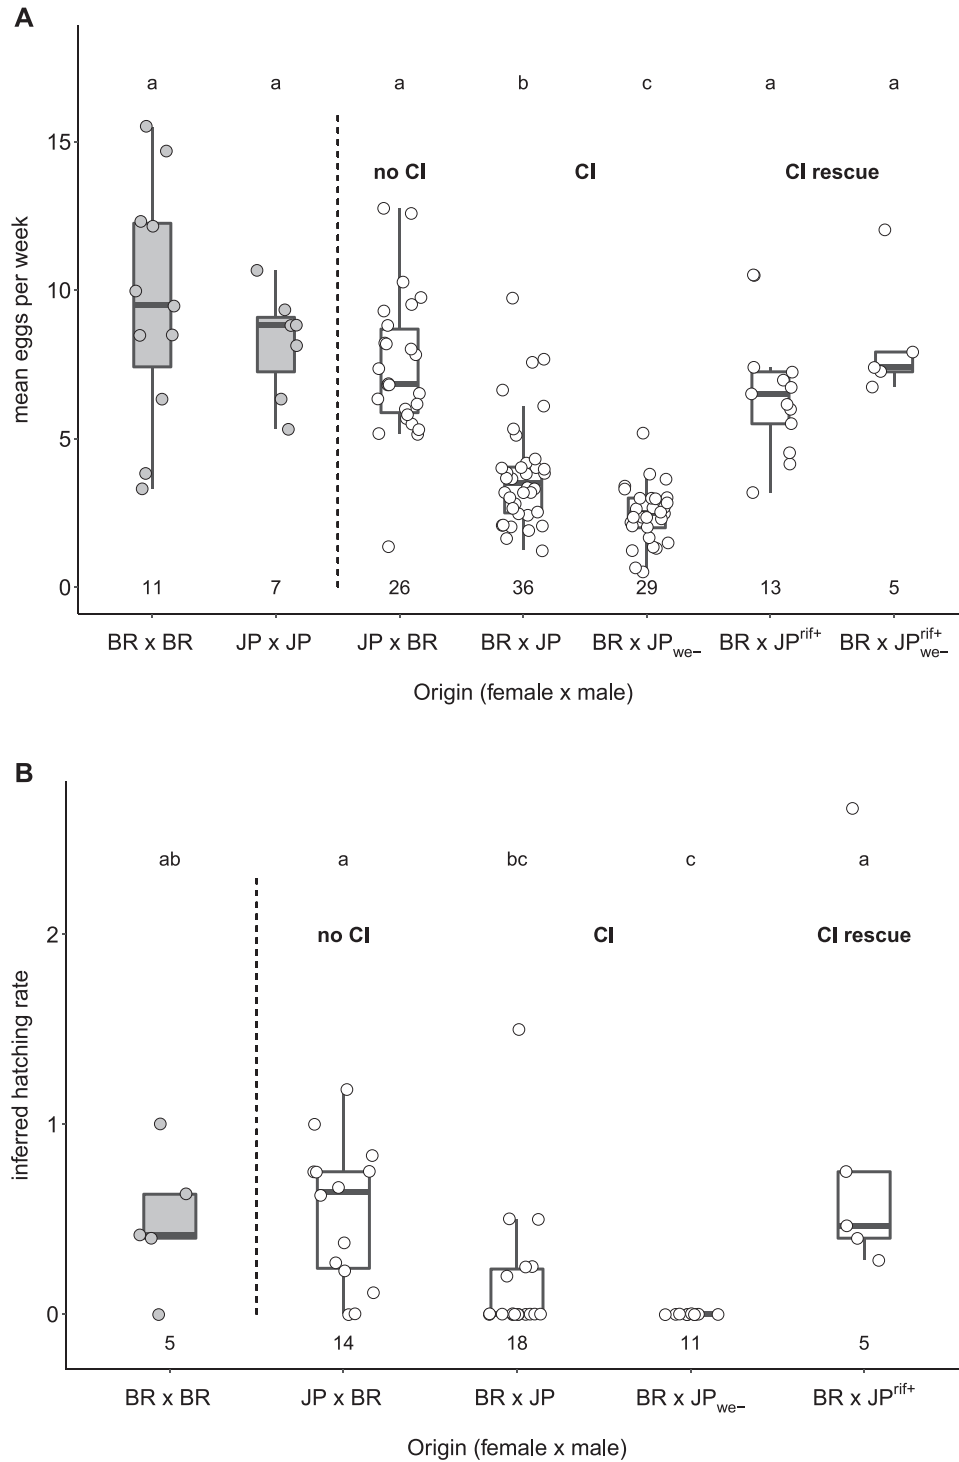 A
a a a b c a a
15
no CI CI CI rescue
mean eggs per week
10
5
0
11 7 26 36 29 13 5
BR x BR JP x JP JP x BR BR x JP BR x JPwe− BR x JPrif+ BR x JPrif+we−
Origin (female x male)
B
ab a bc c a
2
no CI CI CI rescue
inferred hatching rate
1
0
5 14 18 11 5
BR x BR JP x BR BR x JP BR x JPwe− BR x JPrif+
Origin (female x male)